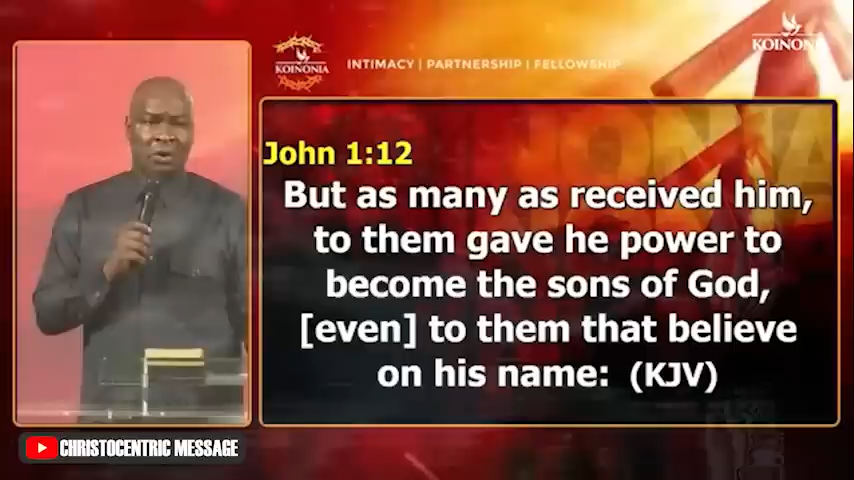 KOINONIA
INTIMACY | PARTNERSHIP | FELLOWSHIP
KOINONI
John 1:12
But as many as received him,
to them gave he power to
become the sons of God,
[even] to them that believe
on his name: (KJV)
CHRISTOCENTRIC MESSAGE